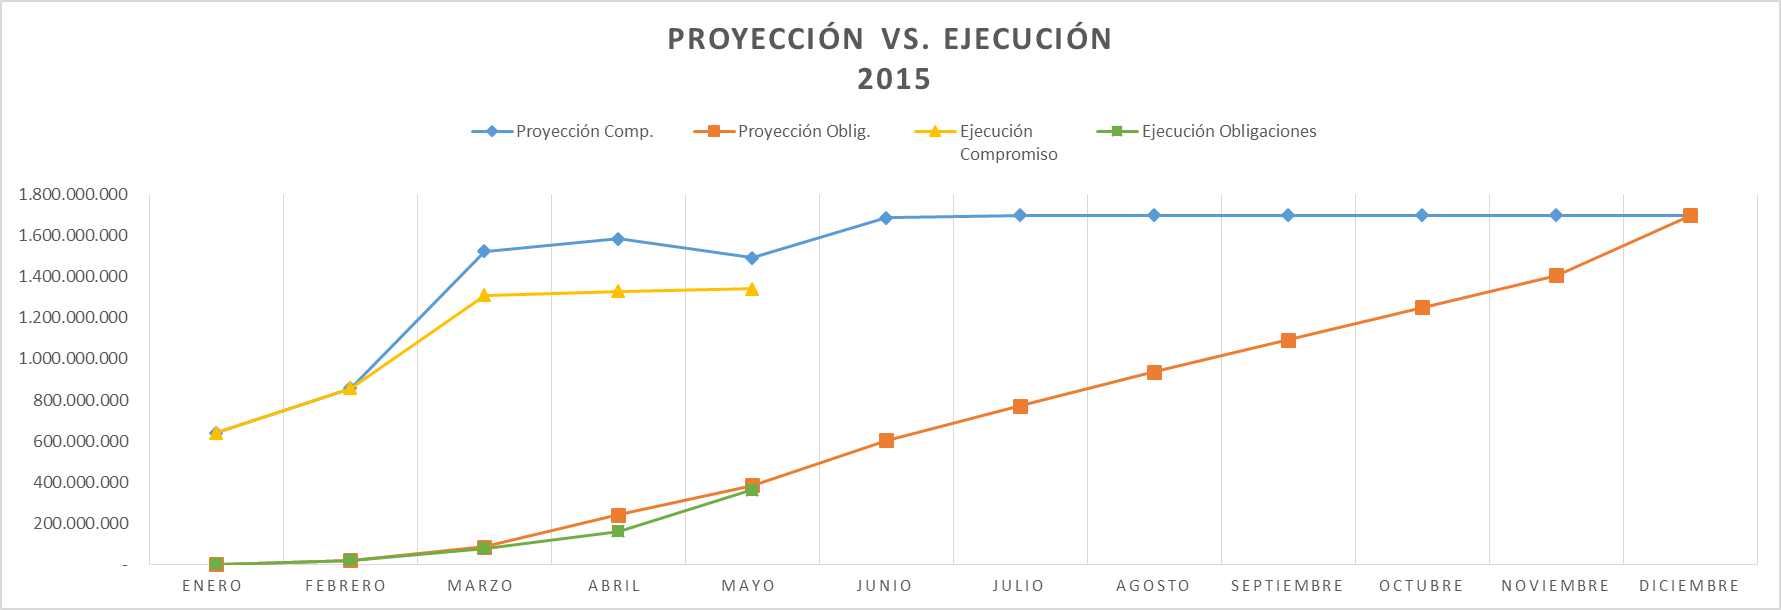 PROYECCIÓN VS. EJECUCIÓN
2015
Proyección Comp.
Proyección Oblig.
Ejecución
Compromiso
Ejecución Obligaciones
1.800.000.000
1.600.000.000
1.400.000.000
1.200.000.000
1.000.000.000
800.000.000
600.000.000
400.000.000
200.000.000
-
ENERO FEBRERO MARZO ABRIL MAYO JUNIO JULIO AGOSTO SEPTIEMBRE OCTUBRE NOVIEMBRE DICIEMBRE